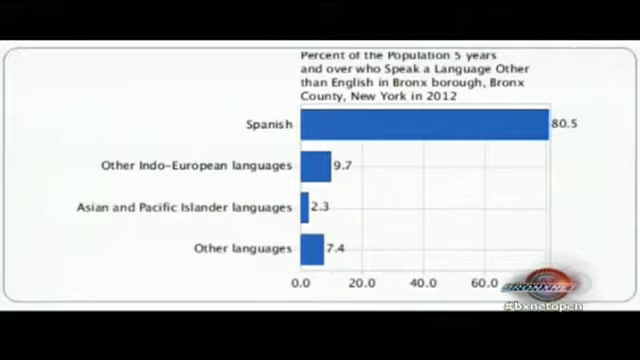 Percent of the Population 5 years
and over who Speak a Language Other
than English in Bronx borough, Bronx
County, New York in 2012
Spanish 80.5
Other Indo-European languages 9.7
Asian and Pacific Islander languages 2.3
Other languages 7.4
0.0 20.0 40.0 60.0
BRONXNET
#bxnetopen